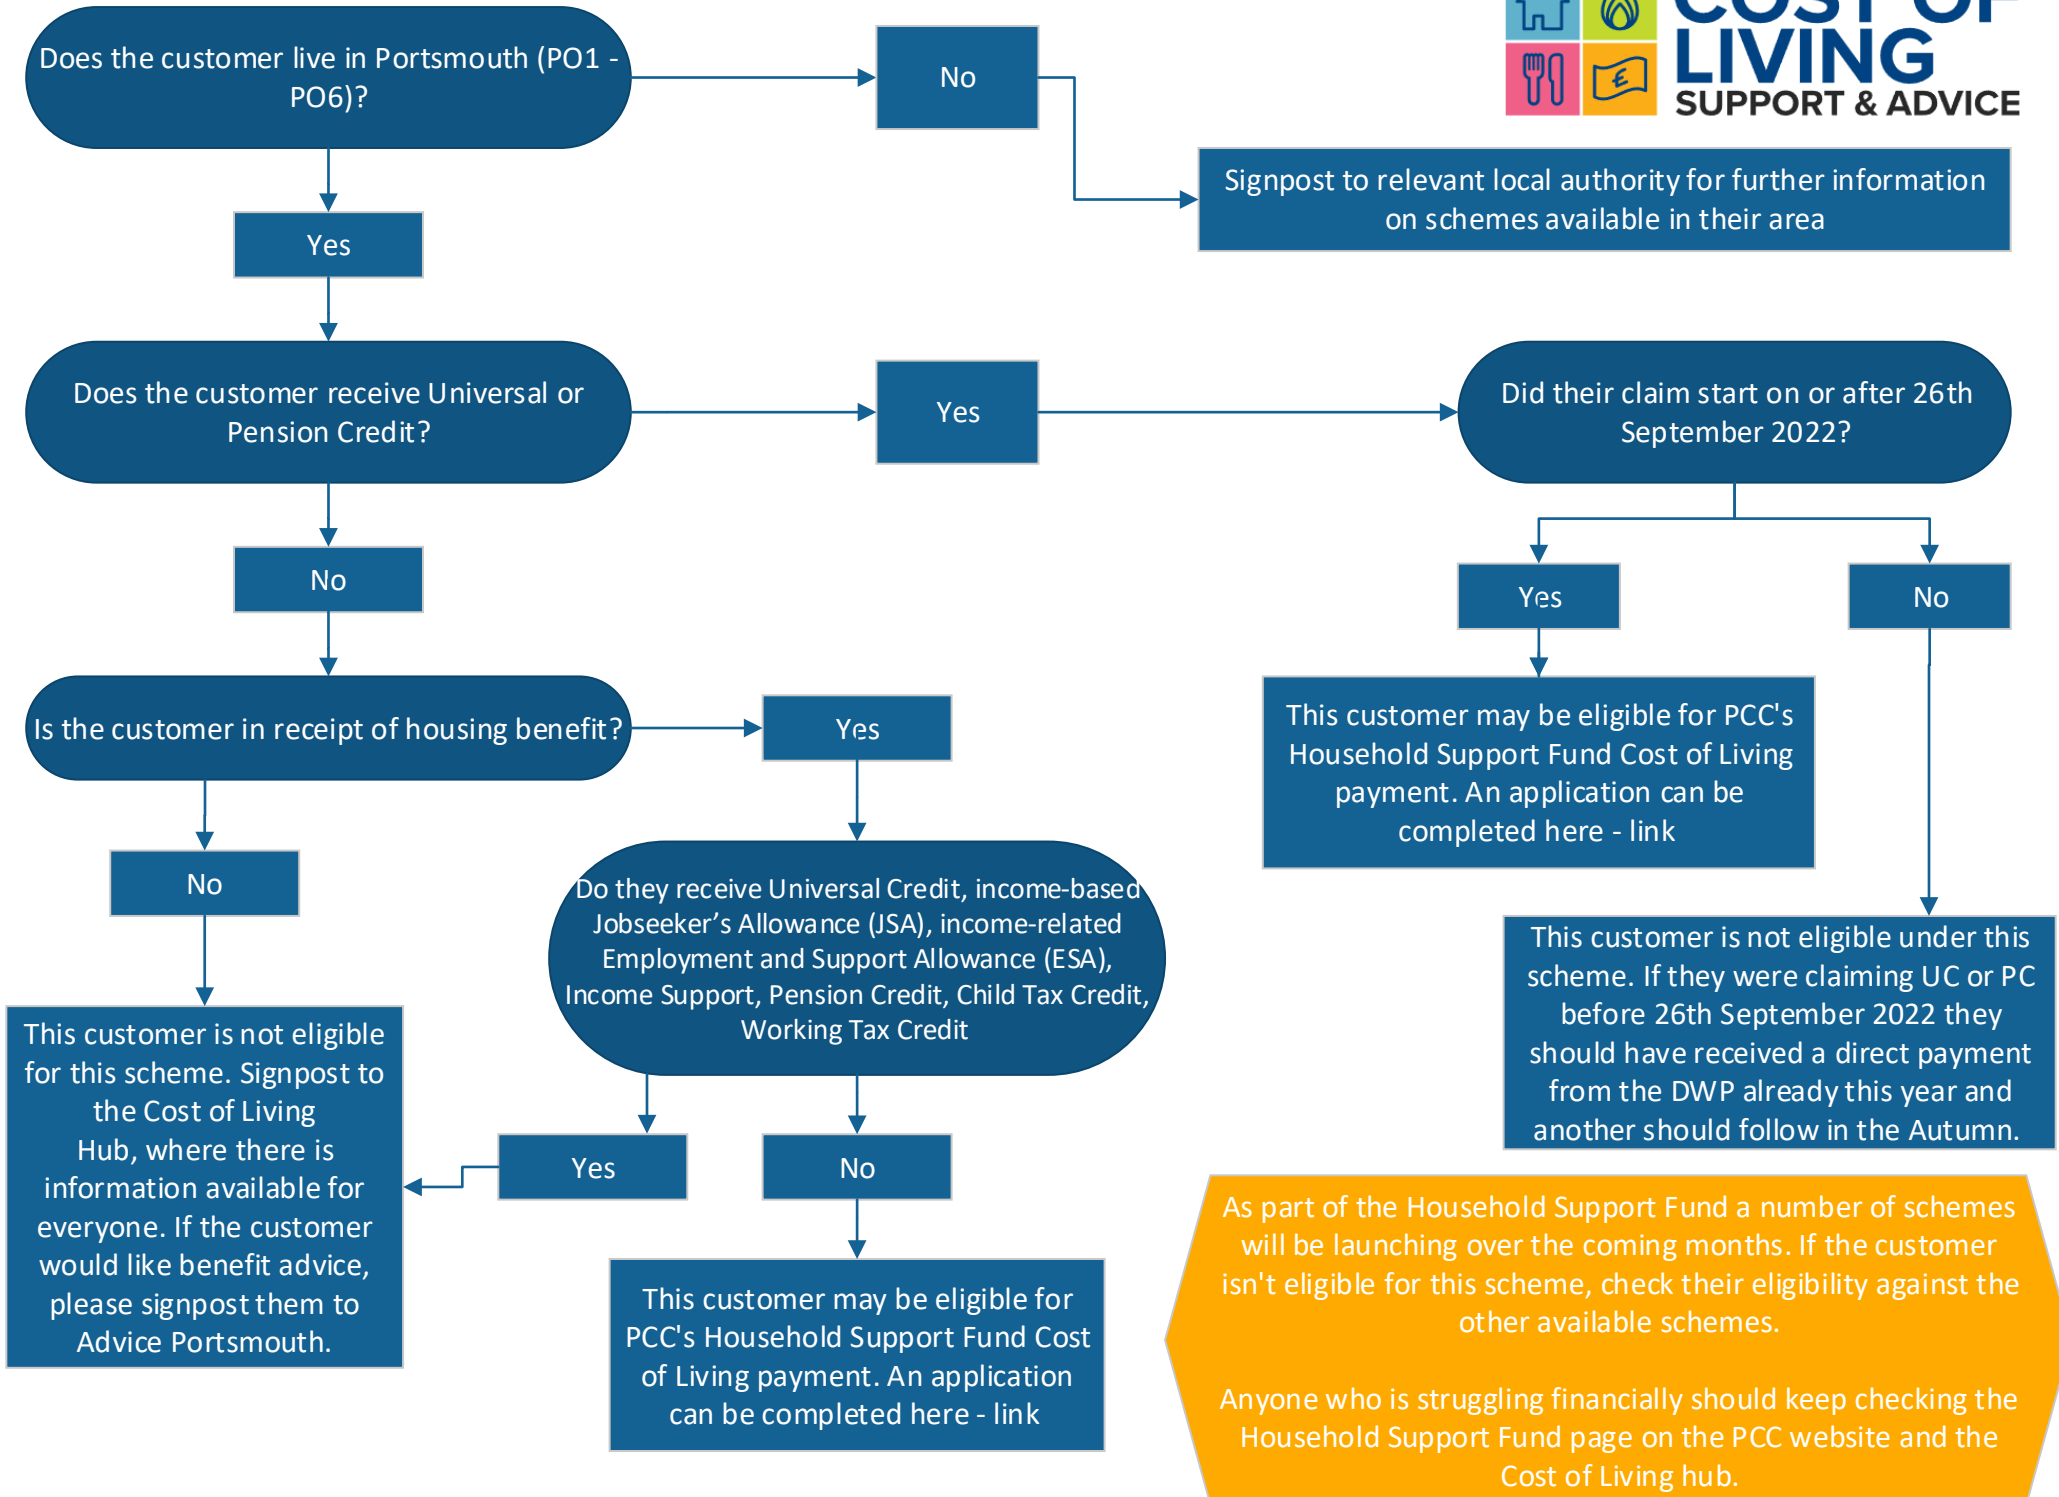 COST OF
LIVING
SUPPORT & ADVICE
Does the customer live in Portsmouth (PO1 -
PO6)?
No
Signpost to relevant local authority for further information
on schemes available in their area
Yes
Does the customer receive Universal or
Pension Credit?
Yes
Did their claim start on or after 26th
September 2022?
No
Yes
No
Is the customer in receipt of housing benefit?
Yes
This customer may be eligible for PCC's
Household Support Fund Cost of Living
payment. An application can be
completed here - link
No
Do they receive Universal Credit, income-based
Jobseeker’s Allowance (JSA), income-related
Employment and Support Allowance (ESA),
Income Support, Pension Credit, Child Tax Credit,
Working Tax Credit
This customer is not eligible under this
scheme. If they were claiming UC or PC
before 26th September 2022 they
should have received a direct payment
from the DWP already this year and
another should follow in the Autumn.
This customer is not eligible
for this scheme. Signpost to
the Cost of Living
Hub, where there is
information available for
everyone. If the customer
would like benefit advice,
please signpost them to
Advice Portsmouth.
Yes
No
This customer may be eligible for
PCC's Household Support Fund Cost
of Living payment. An application
can be completed here - link
As part of the Household Support Fund a number of schemes
will be launching over the coming months. If the customer
isn't eligible for this scheme, check their eligibility against the
other available schemes.
Anyone who is struggling financially should keep checking the
Household Support Fund page on the PCC website and the
Cost of Living hub.